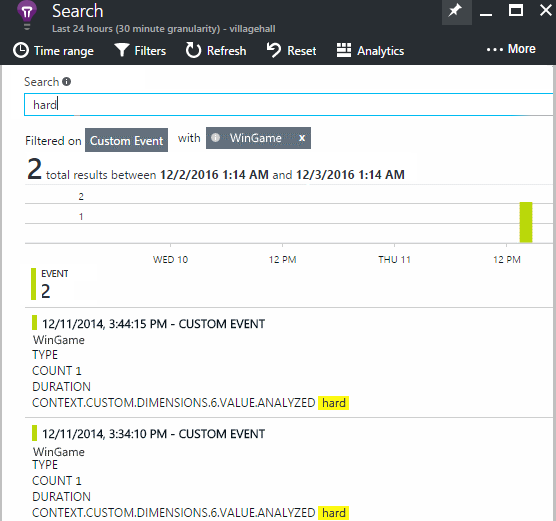 Search
Last 24 hours (30 minute granularity) - villagehall
Time range Filters Refresh Reset Analytics ... More
Search
hard
Filtered on Custom Event with WinGame x
2 total results between 12/2/2016 1:14 AM and 12/3/2016 1:14 AM
2
1
WED 10 12 PM THU 11 12 PM
EVENT
2
12/11/2014, 3:44:15 PM - CUSTOM EVENT
WinGame
TYPE
COUNT 1
DURATION
CONTEXT.CUSTOM.DIMENSIONS.6.VALUE.ANALYZED hard
12/11/2014, 3:34:10 PM - CUSTOM EVENT
WinGame
TYPE
COUNT 1
DURATION
CONTEXT.CUSTOM.DIMENSIONS.6.VALUE.ANALYZED hard